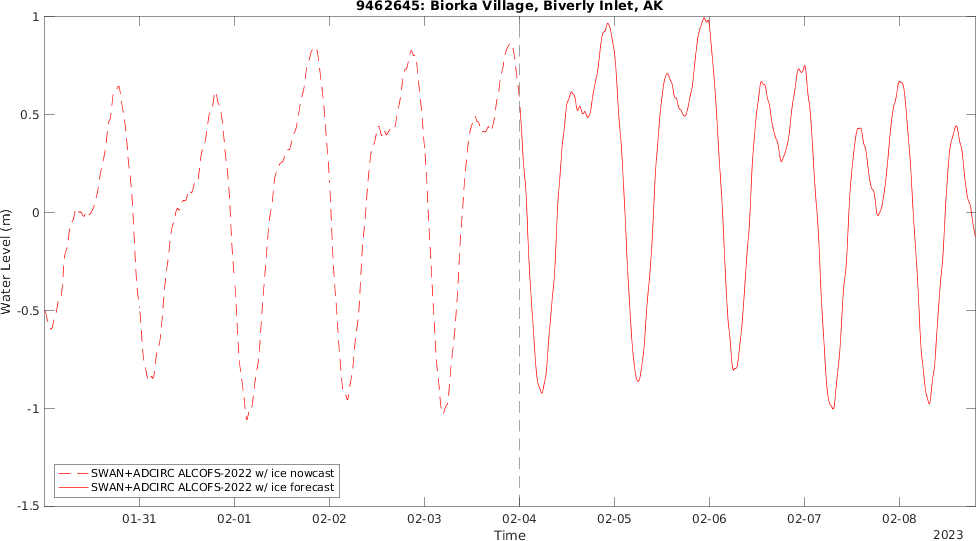 9462645: Biorka Village, Biverly Inlet, AK
Water Level (m)
1
0.5
0
-0.5
-1
-1.5
SWAN+ADCIRC ALCOFS-2022 w/ ice nowcast
SWAN+ADCIRC ALCOFS-2022 w/ ice forecast
01-31 02-01 02-02 02-03 02-04 02-05 02-06 02-07 02-08
Time
2023